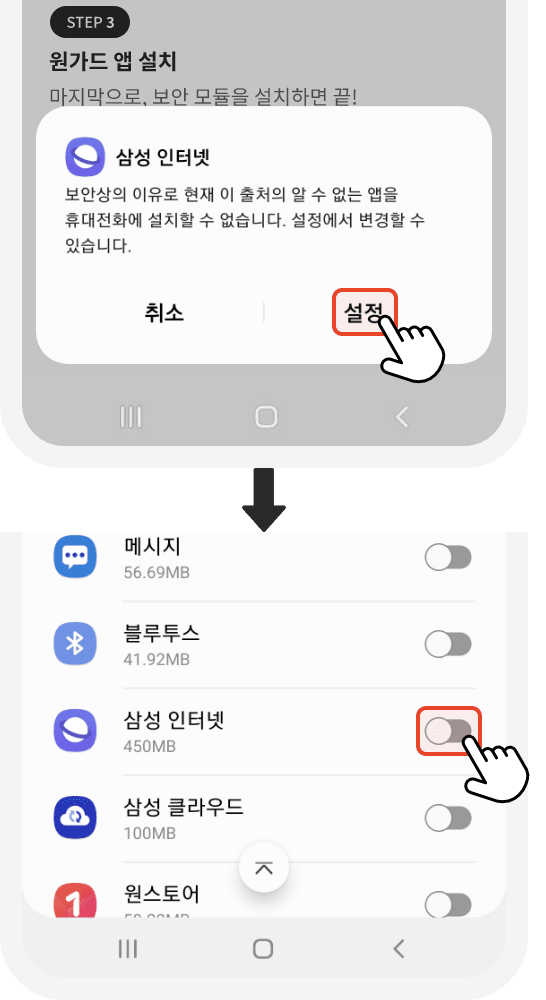 STEP 3
원가드 앱 설치
마지막으로, 보안 모듈을 설치하면 끝!
삼성 인터넷
보안상의 이유로 현재 이 출처의 알 수 없는 앱을
휴대전화에 설치할 수 없습니다. 설정에서 변경할 수
있습니다.
취소
설정
메시지
56.69MB
블루투스
41.92MB
삼성 인터넷
450MB
삼성 클라우드
100MB
원스토어